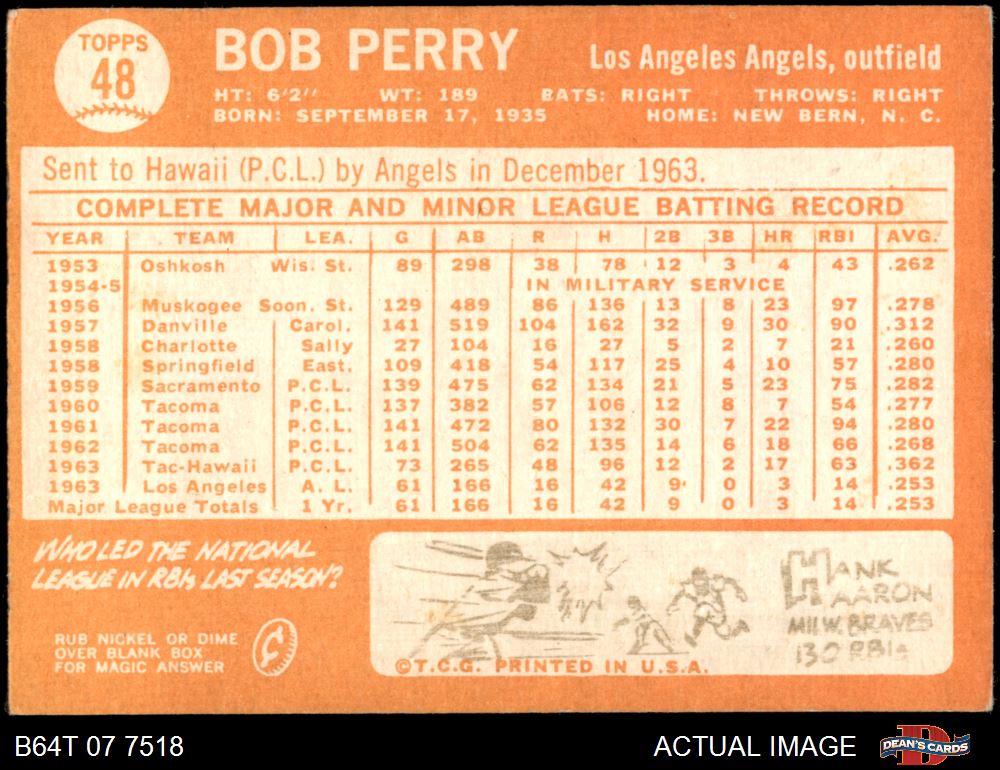 TOPPS
48
BOB PERRY
Los Angeles Angels, outfield
HT: 6'2" WT: 189 BATS: RIGHT THROWS: RIGHT
BORN: SEPTEMBER 17, 1935 HOME: NEW BERN, N. C.
Sent to Hawaii (P.C.L.) by Angels in December 1963.
COMPLETE MAJOR AND MINOR LEAGUE BATTING RECORD
YEAR TEAM LEA. G AB R H 2B 3B HR RBI AVG.
1953 Oshkosh Wis. St. 89 298 38 78 12 3 4 43 .262
1954-5 IN MILITARY SERVICE
1956 Muskogee Soon. St. 129 489 86 136 13 8 23 97 .278
1957 Danville Carol. 141 519 104 162 32 9 30 90 .312
1958 Charlotte Sally 27 104 16 27 5 2 7 21 .260
1958 Springfield East. 109 418 54 117 25 4 10 57 .280
1959 Sacramento P.C.L. 139 475 62 134 21 5 23 75 .282
1960 Tacoma P.C.L. 137 382 57 106 12 8 7 54 .277
1961 Tacoma P.C.L. 141 472 80 132 30 7 22 94 .280
1962 Tacoma P.C.L. 141 504 62 135 14 6 18 66 .268
1963 Tac-Hawaii P.C.L. 73 265 48 96 12 2 17 63 .362
1963 Los Angeles A. L. 61 166 16 42 9 0 3 14 .253
Major League Totals 1 Yr. 61 166 16 42 9 0 3 14 .253
WHO LED THE NATIONAL
LEAGUE IN RBIs LAST SEASON?
RUB NICKEL OR DIME
OVER BLANK BOX
FOR MAGIC ANSWER
HANK
AARON
MILW. BRAVES
130 RBIs
©T.C.G. PRINTED IN U.S.A.
B64T 07 7518
ACTUAL IMAGE
DEAN'S CARDS